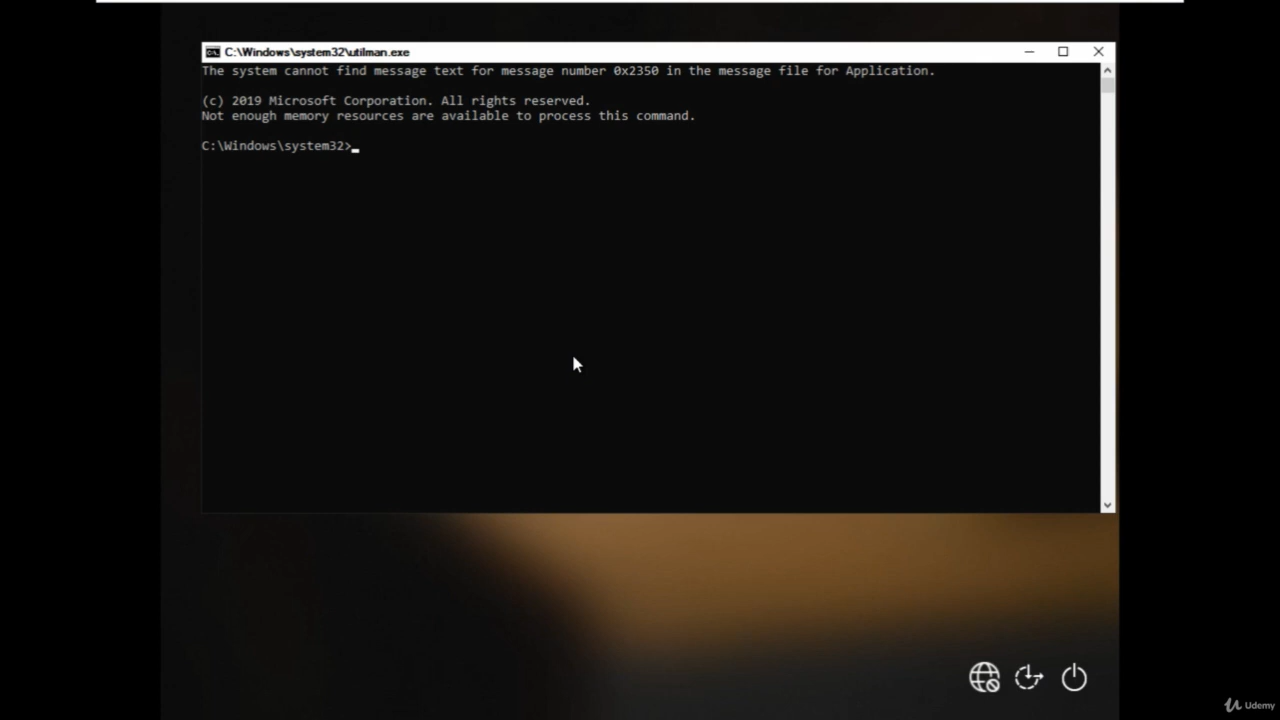 C:\Windows\system32\utilman.exe
The system cannot find message text for message number 0x2350 in the message file for Application.
(c) 2019 Microsoft Corporation. All rights reserved.
Not enough memory resources are available to process this command.
C:\Windows\system32>
Udemy